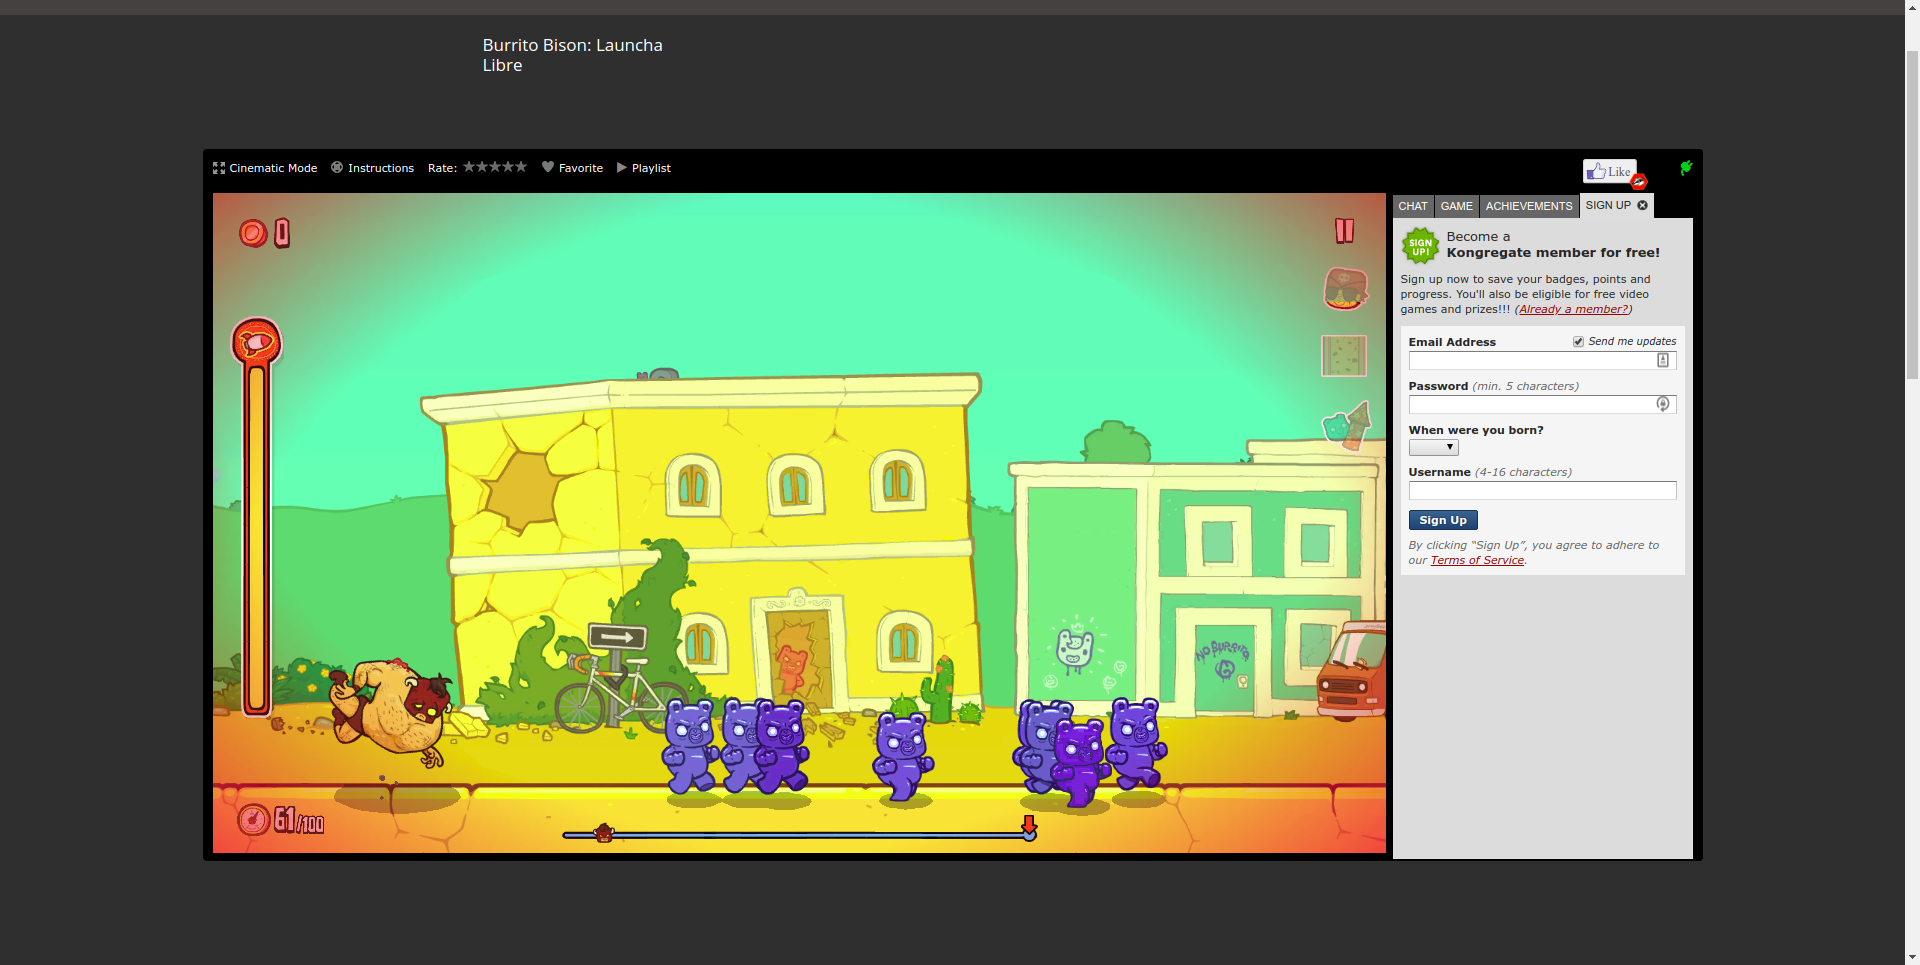 Burrito Bison: Launcha
Libre
Cinematic Mode
Instructions
Rate:
Favorite
Playlist
Like
0
61/100
NO BURRITO
CHAT
GAME
ACHIEVEMENTS
SIGN UP
SIGN UP!
Become a
Kongregate member for free!
Sign up now to save your badges, points and
progress. You'll also be eligible for free video
games and prizes!!! (Already a member?)
Email Address
Send me updates
Password (min. 5 characters)
When were you born?
Username (4-16 characters)
Sign Up
By clicking “Sign Up”, you agree to adhere to
our Terms of Service.